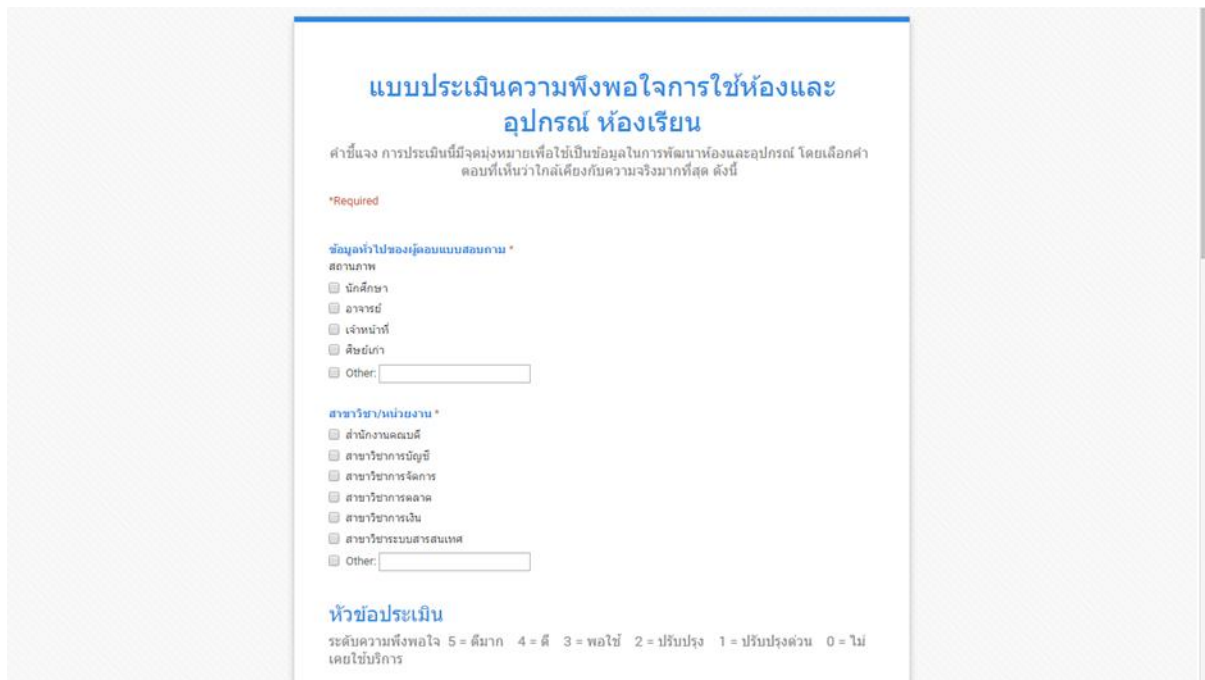 แบบประเมินความพึงพอใจการใช้ห้องและ
อุปกรณ์ ห้องเรียน
คำชี้แจง การประเมินนี้มีจุดมุ่งหมายเพื่อใช้เป็นข้อมูลในการพัฒนาห้องและอุปกรณ์ โดยเลือกคำ
ตอบที่เห็นว่าใกล้เคียงกับความจริงมากที่สุด ดังนี้
*Required
ข้อมูลทั่วไปของผู้ตอบแบบสอบถาม *
สถานภาพ
นักศึกษา
อาจารย์
เจ้าหน้าที่
ศิษย์เก่า
Other:
สาขาวิชา/หน่วยงาน *
สำนักงานคณบดี
สาขาวิชาการบัญชี
สาขาวิชาการจัดการ
สาขาวิชาการตลาด
สาขาวิชาการเงิน
สาขาวิชาระบบสารสนเทศ
Other:
หัวข้อประเมิน
ระดับความพึงพอใจ 5 = ดีมาก 4 = ดี 3 = พอใช้ 2 = ปรับปรุง 1 = ปรับปรุงด่วน 0 = ไม่
เคยใช้บริการ